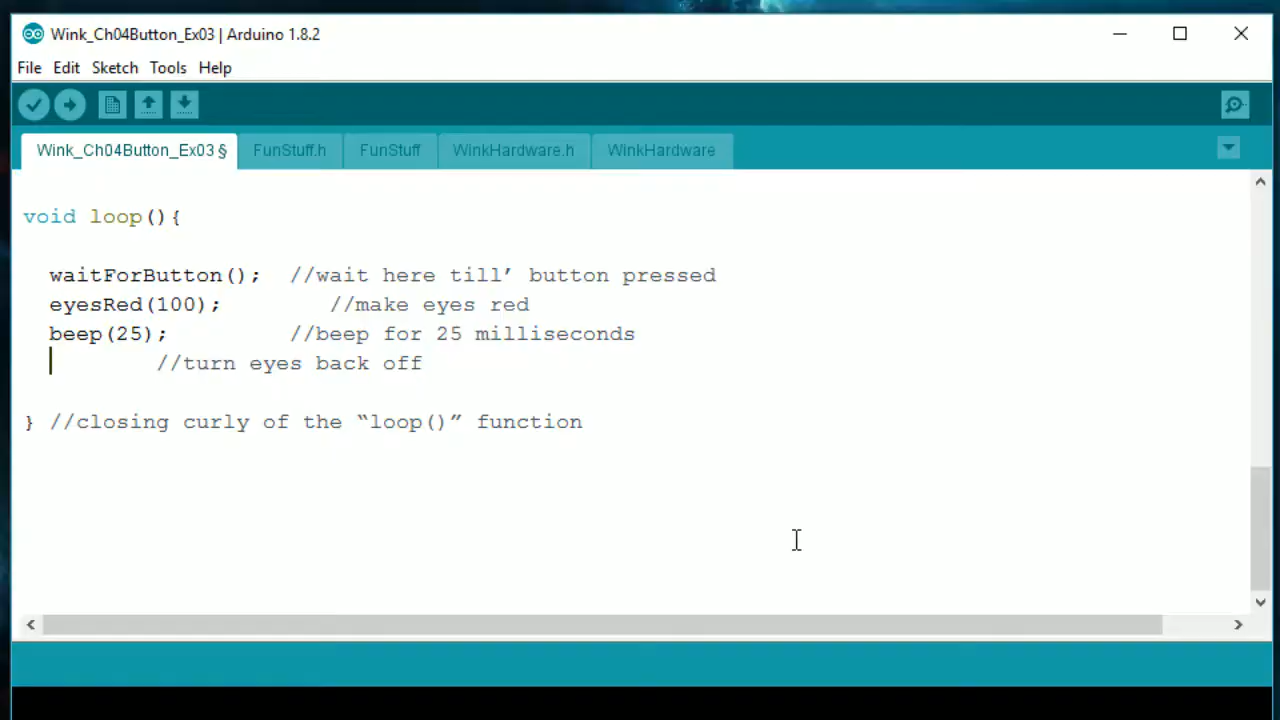 Wink_Ch04Button_Ex03 | Arduino 1.8.2
File Edit Sketch Tools Help
Wink_Ch04Button_Ex03 § FunStuff.h FunStuff WinkHardware.h WinkHardware
void loop(){
waitForButton(); //wait here till’ button pressed
eyesRed(100); //make eyes red
beep(25); //beep for 25 milliseconds
//turn eyes back off
} //closing curly of the “loop()” function